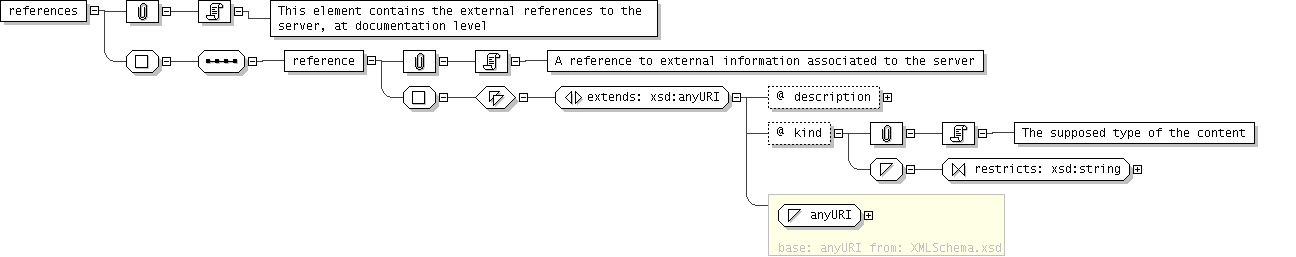 references
This element contains the external references to the
server, at documentation level
reference
A reference to external information associated to the server
extends: xsd:anyURI
@ description
@ kind
The supposed type of the content
restricts: xsd:string
anyURI
base: anyURI from: XMLSchema.xsd